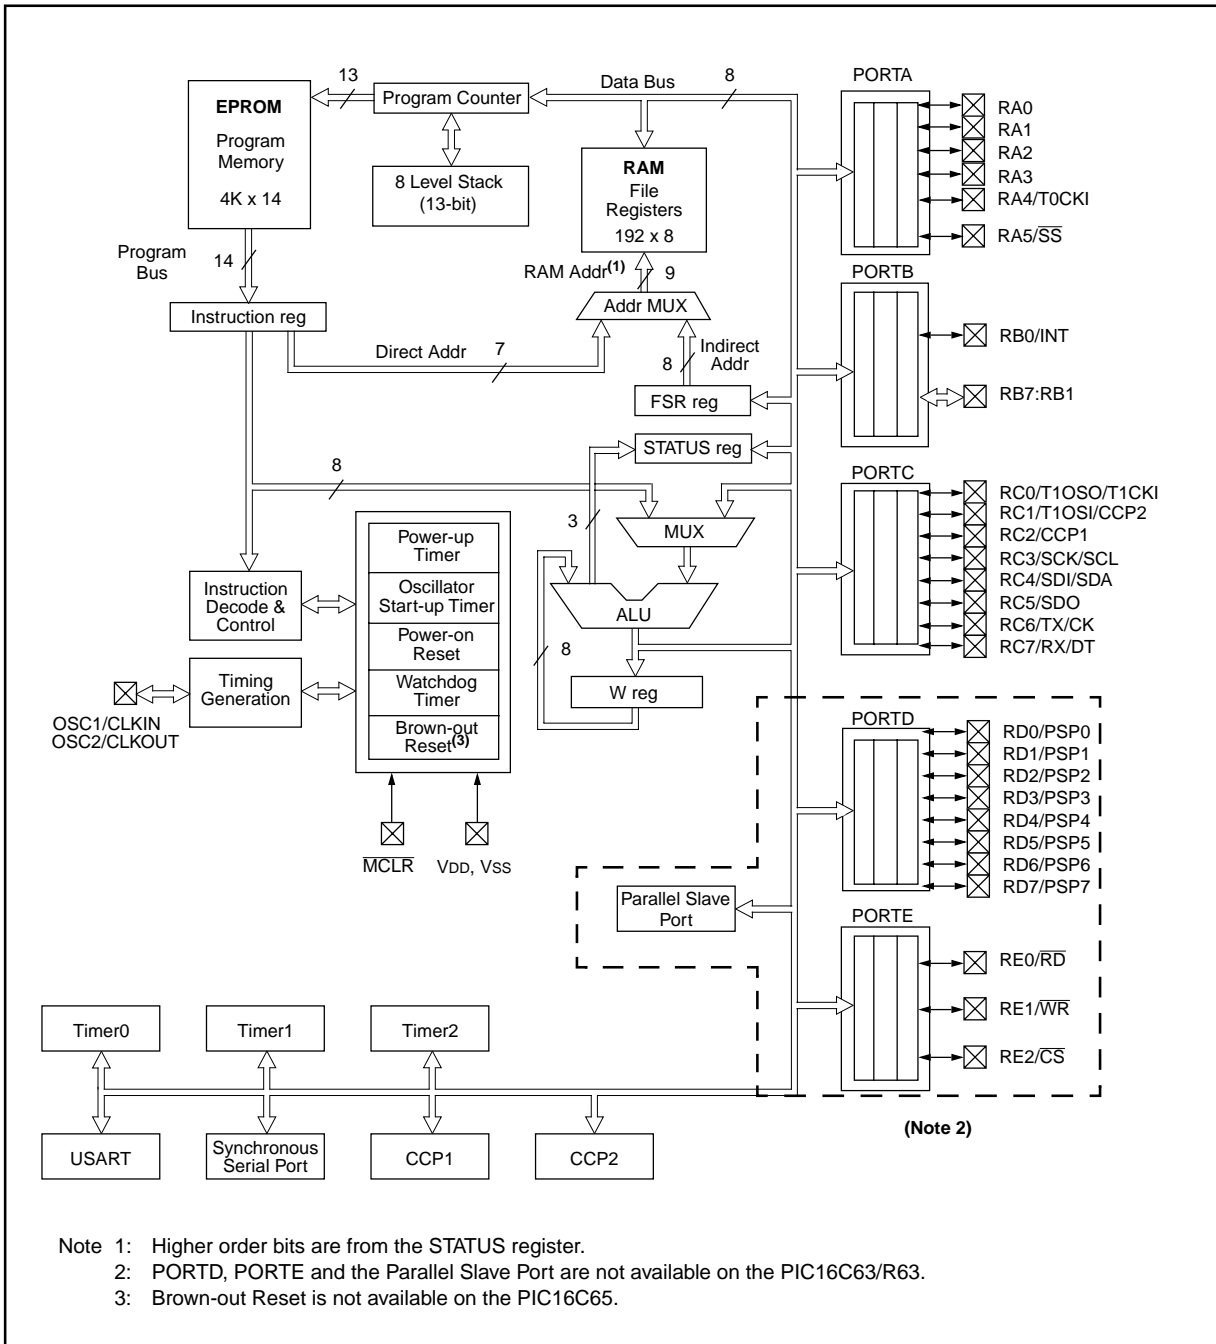 13
Data Bus
8
PORTA
EPROM
Program
Memory
4K x 14
Program Counter
8 Level Stack
(13-bit)
RAM
File
Registers
192 x 8
RA0
RA1
RA2
RA3
RA4/T0CKI
RA5/S̅S̅
Program
Bus
14
RAM Addr(1)
9
PORTB
Instruction reg
Addr MUX
Direct Addr
7
8
Indirect
Addr
RB0/INT
RB7:RB1
FSR reg
STATUS reg
8
3
PORTC
RC0/T1OSO/T1CKI
RC1/T1OSI/CCP2
RC2/CCP1
RC3/SCK/SCL
RC4/SDI/SDA
RC5/SDO
RC6/TX/CK
RC7/RX/DT
MUX
Power-up
Timer
Oscillator
Start-up Timer
Power-on
Reset
Watchdog
Timer
Brown-out
Reset(3)
Instruction
Decode &
Control
ALU
8
W reg
Timing
Generation
OSC1/CLKIN
OSC2/CLKOUT
M̅C̅L̅R̅
VDD, VSS
PORTD
RD0/PSP0
RD1/PSP1
RD2/PSP2
RD3/PSP3
RD4/PSP4
RD5/PSP5
RD6/PSP6
RD7/PSP7
Parallel Slave
Port
PORTE
RE0/R̅D̅
RE1/W̅R̅
RE2/C̅S̅
(Note 2)
Timer0
Timer1
Timer2
USART
Synchronous
Serial Port
CCP1
CCP2
Note 1: Higher order bits are from the STATUS register.
2: PORTD, PORTE and the Parallel Slave Port are not available on the PIC16C63/R63.
3: Brown-out Reset is not available on the PIC16C65.